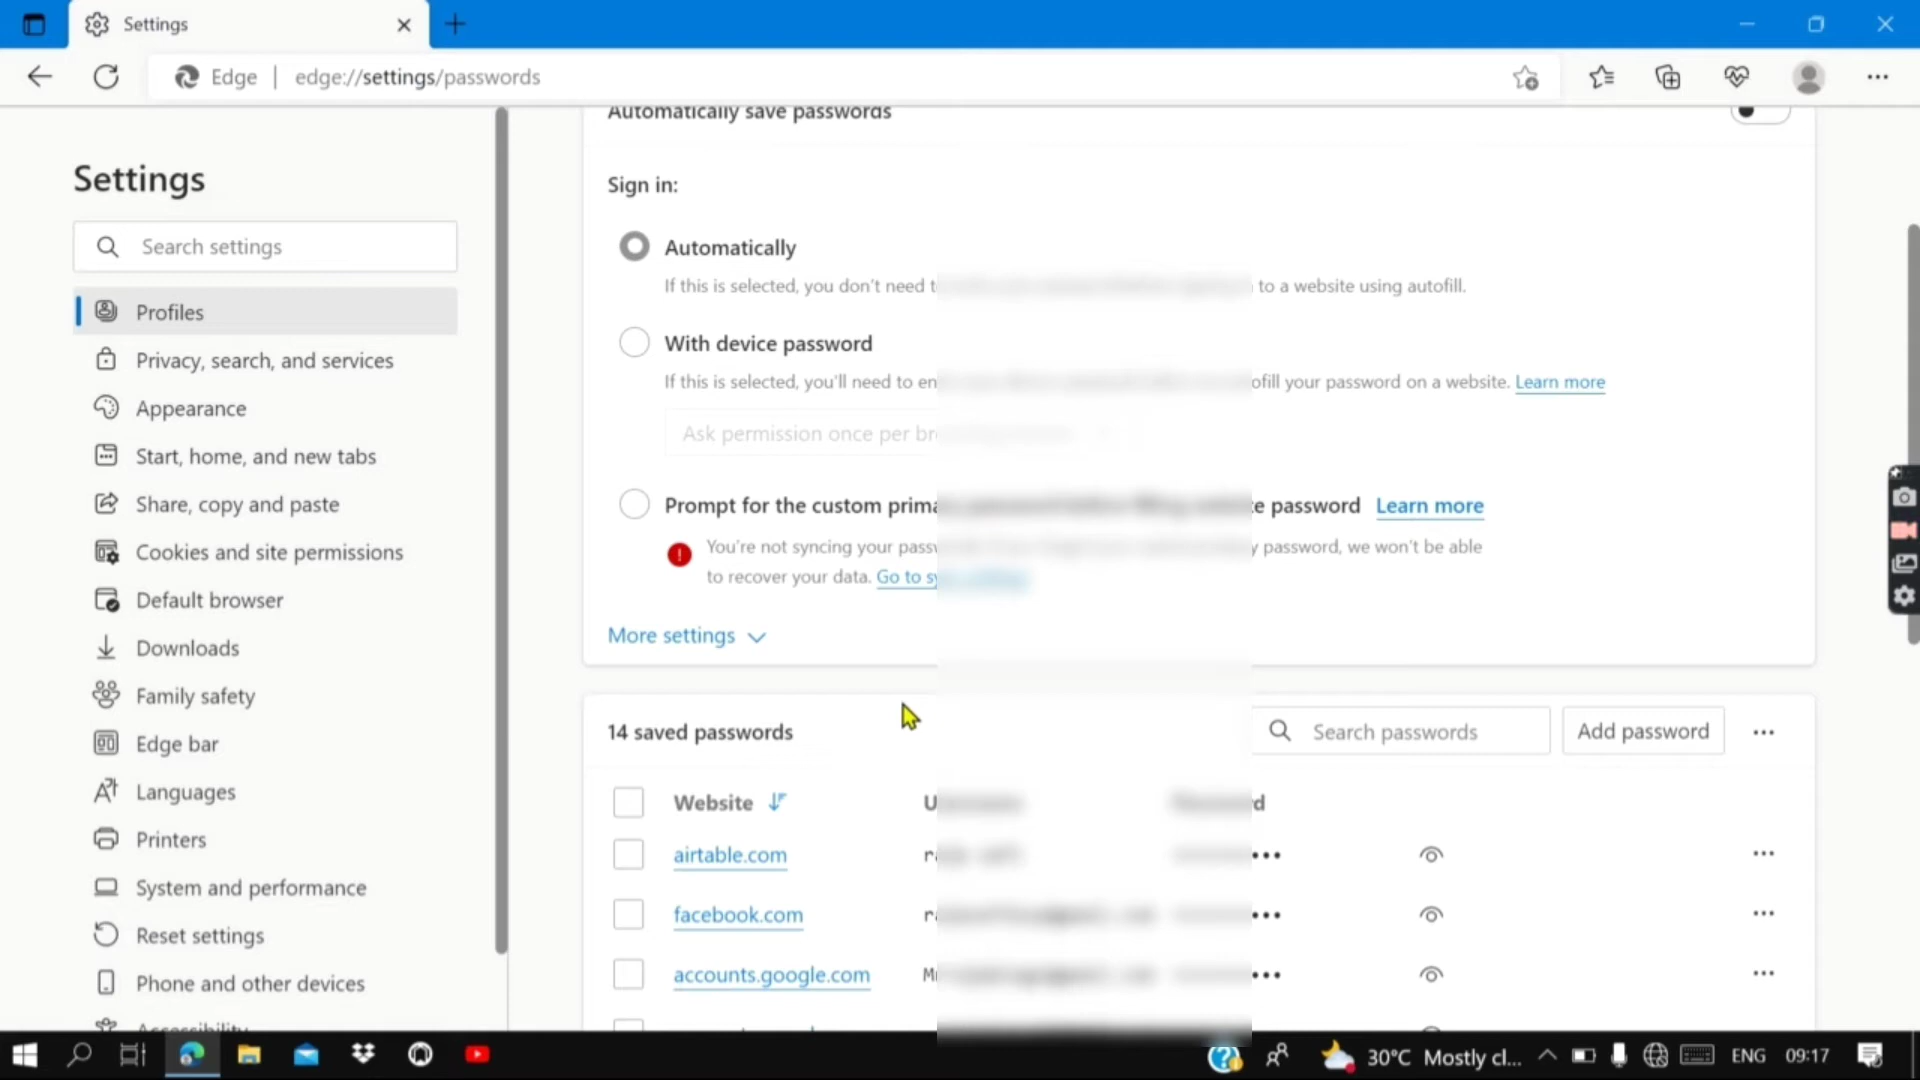 Settings
Edge | edge://settings/passwords
Settings
Search settings
Profiles
Privacy, search, and services
Appearance
Start, home, and new tabs
Share, copy and paste
Cookies and site permissions
Default browser
Downloads
Family safety
Edge bar
Languages
Printers
System and performance
Reset settings
Phone and other devices
Accessibility
Automatically save passwords
Sign in:
Automatically
If this is selected, you don't need to a website using autofill.
With device password
If this is selected, you'll need to your password on a website. Learn more
Ask permission once per
Prompt for the custom password Learn more
You're not syncing your password, we won't be able
to recover your data. Go to
More settings
14 saved passwords
Search passwords
Add password
Website
airtable.com
facebook.com
accounts.google.com
30°C Mostly cl... ENG 09:17